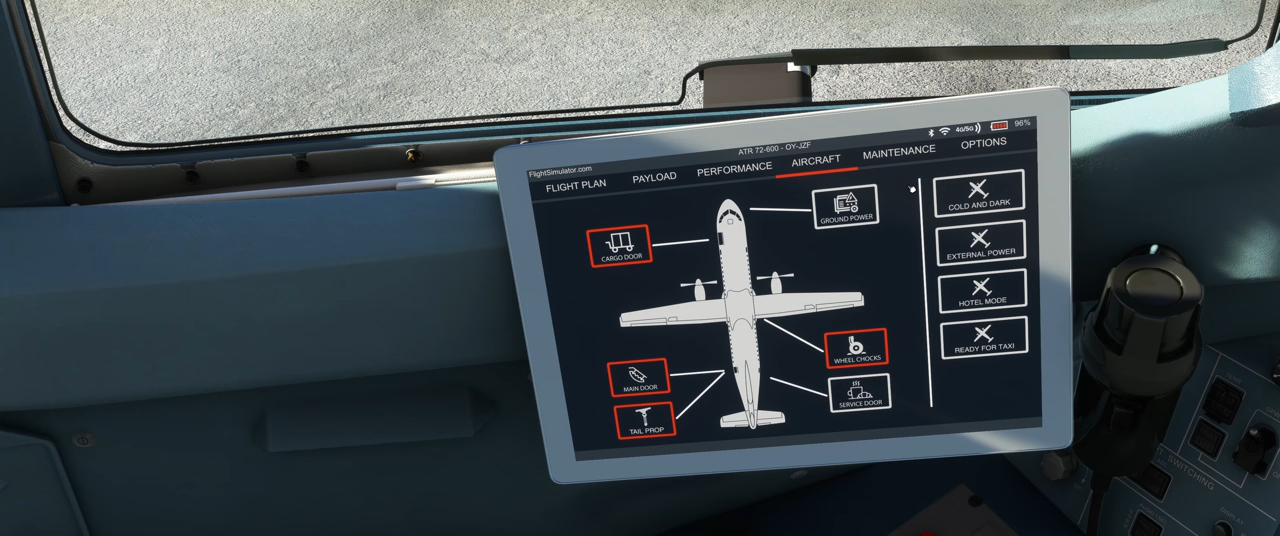 ATR 72-600 - OY-JZF
4G/5G
96%
FlightSimulator.com
FLIGHT PLAN
PAYLOAD
PERFORMANCE
AIRCRAFT
MAINTENANCE
OPTIONS
GROUND POWER
CARGO DOOR
WHEEL CHOCKS
MAIN DOOR
SERVICE DOOR
TAIL PROP
COLD AND DARK
EXTERNAL POWER
HOTEL MODE
READY FOR TAXI
SWITCHING